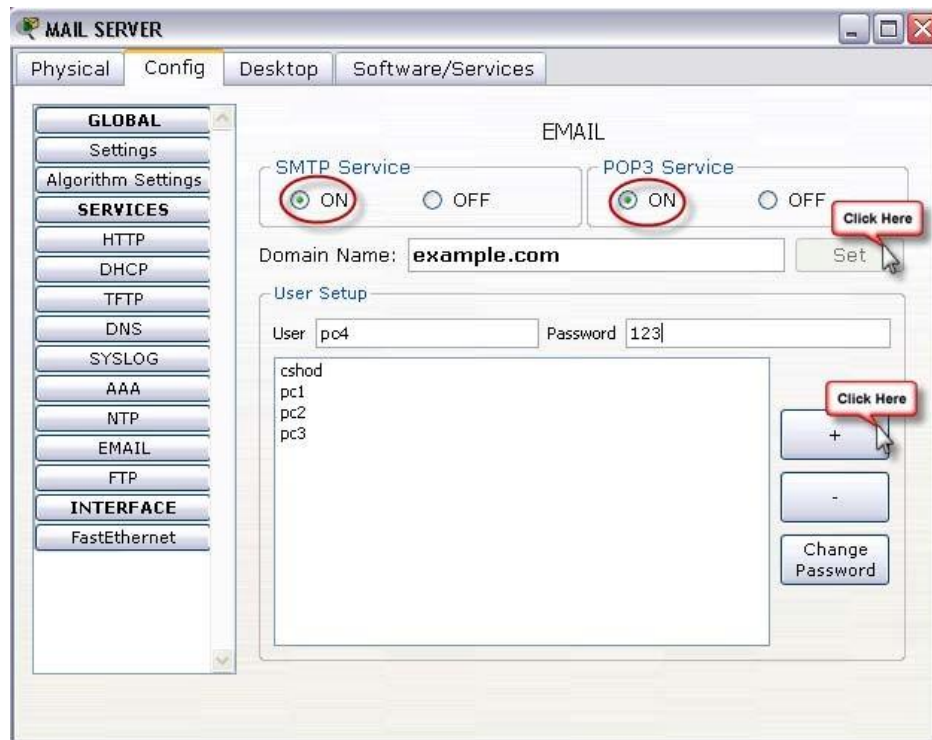 MAIL SERVER
Physical Config Desktop Software/Services
GLOBAL
Settings
Algorithm Settings
SERVICES
HTTP
DHCP
TFTP
DNS
SYSLOG
AAA
NTP
EMAIL
FTP
INTERFACE
FastEthernet
EMAIL
SMTP Service
ON OFF
POP3 Service
ON OFF
Click Here
Domain Name: example.com Set
User Setup
User pc4 Password 123
cshod
pc1
pc2
pc3
Click Here
+
-
Change
Password